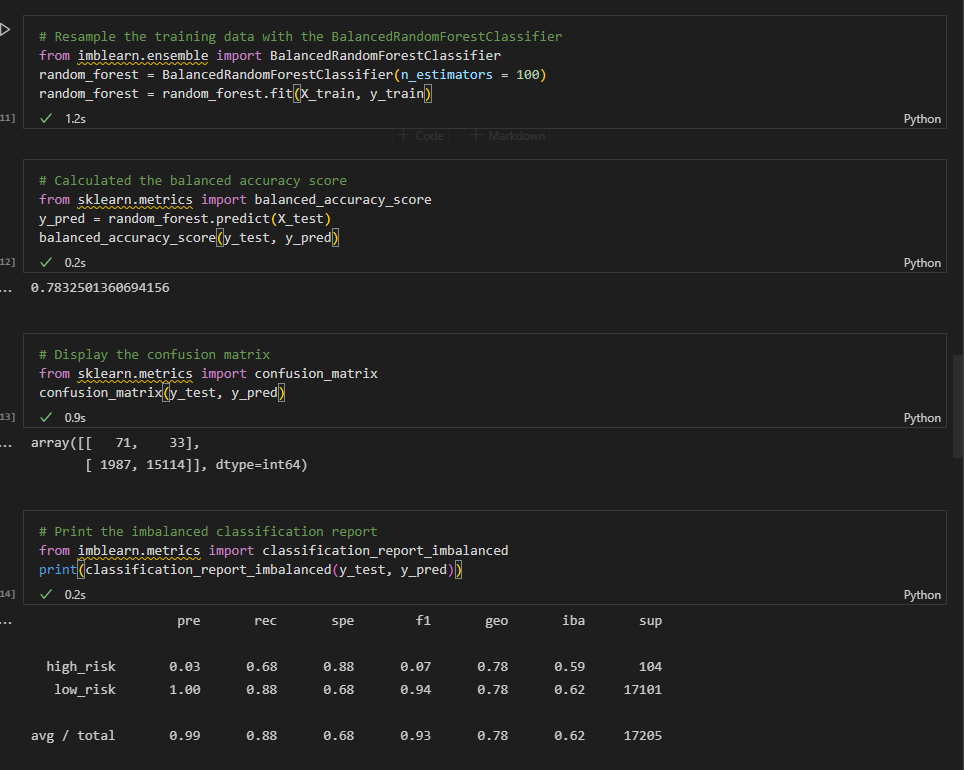 # Resample the training data with the BalancedRandomForestClassifier
from imblearn.ensemble import BalancedRandomForestClassifier
random_forest = BalancedRandomForestClassifier(n_estimators = 100)
random_forest = random_forest.fit(X_train, y_train)
11] 1.2s Python
+ Code + Markdown
# Calculated the balanced accuracy score
from sklearn.metrics import balanced_accuracy_score
y_pred = random_forest.predict(X_test)
balanced_accuracy_score(y_test, y_pred)
12] 0.2s Python
... 0.7832501360694156
# Display the confusion matrix
from sklearn.metrics import confusion_matrix
confusion_matrix(y_test, y_pred)
13] 0.9s Python
... array([[   71,    33],
       [ 1987, 15114]], dtype=int64)
# Print the imbalanced classification report
from imblearn.metrics import classification_report_imbalanced
print(classification_report_imbalanced(y_test, y_pred))
14] 0.2s Python
... pre rec spe f1 geo iba sup
high_risk 0.03 0.68 0.88 0.07 0.78 0.59 104
low_risk 1.00 0.88 0.68 0.94 0.78 0.62 17101
avg / total 0.99 0.88 0.68 0.93 0.78 0.62 17205